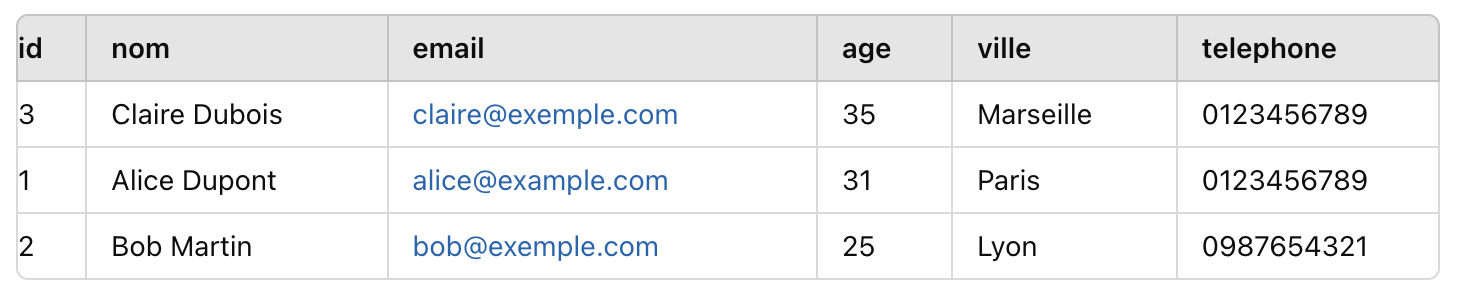 id nom email age ville telephone
3 Claire Dubois claire@exemple.com 35 Marseille 0123456789
1 Alice Dupont alice@example.com 31 Paris 0123456789
2 Bob Martin bob@exemple.com 25 Lyon 0987654321